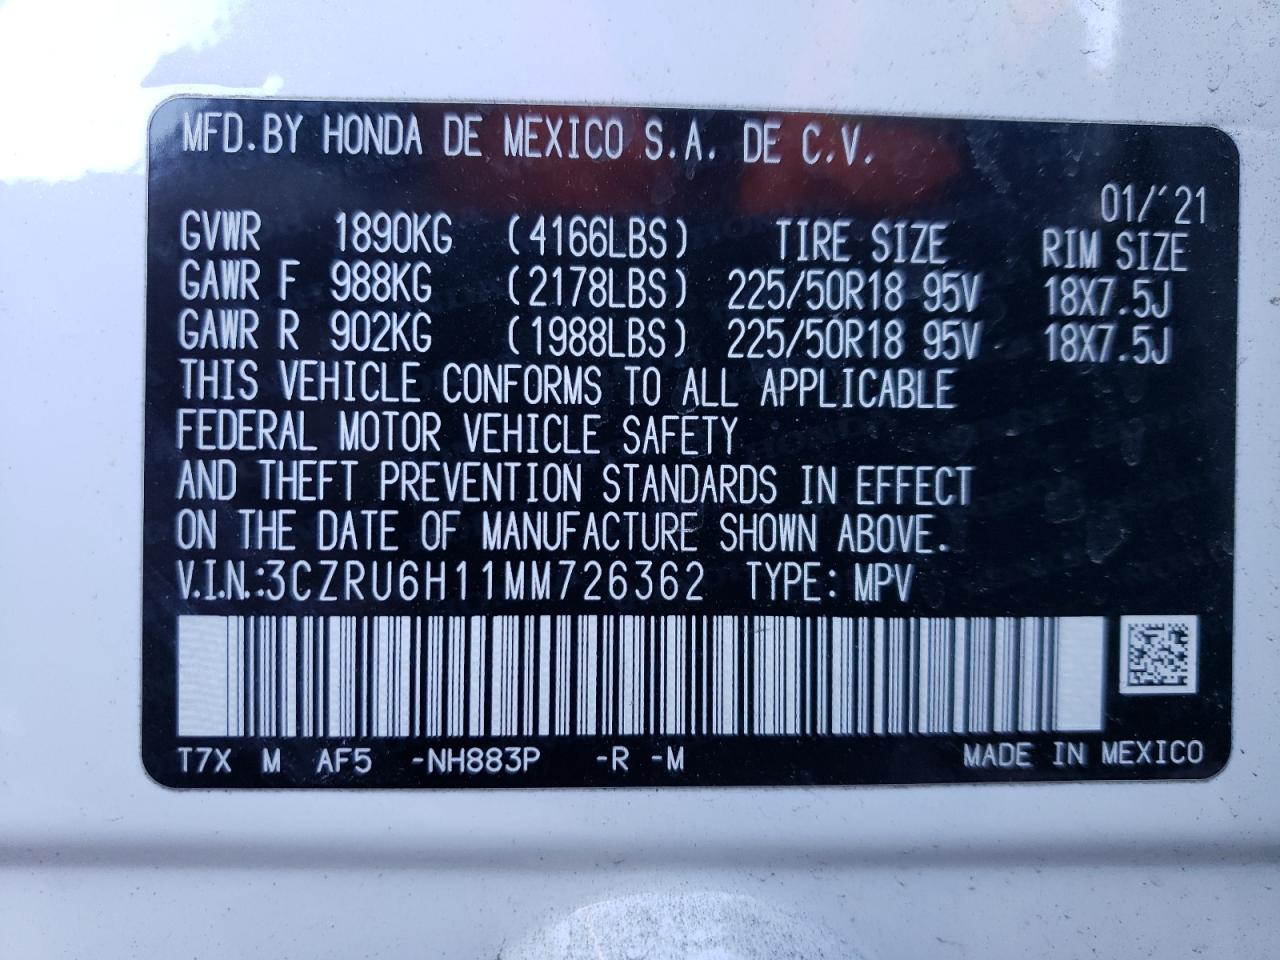 MFD.BY HONDA DE MEXICO S.A. DE C.V.
01/'21
GVWR 1890KG (4166LBS) TIRE SIZE RIM SIZE
GAWR F 988KG (2178LBS) 225/50R18 95V 18X7.5J
GAWR R 902KG (1988LBS) 225/50R18 95V 18X7.5J
THIS VEHICLE CONFORMS TO ALL APPLICABLE
FEDERAL MOTOR VEHICLE SAFETY
AND THEFT PREVENTION STANDARDS IN EFFECT
ON THE DATE OF MANUFACTURE SHOWN ABOVE.
V.I.N.:3CZRU6H11MM726362 TYPE: MPV
T7X M AF5 -NH883P -R -M MADE IN MEXICO